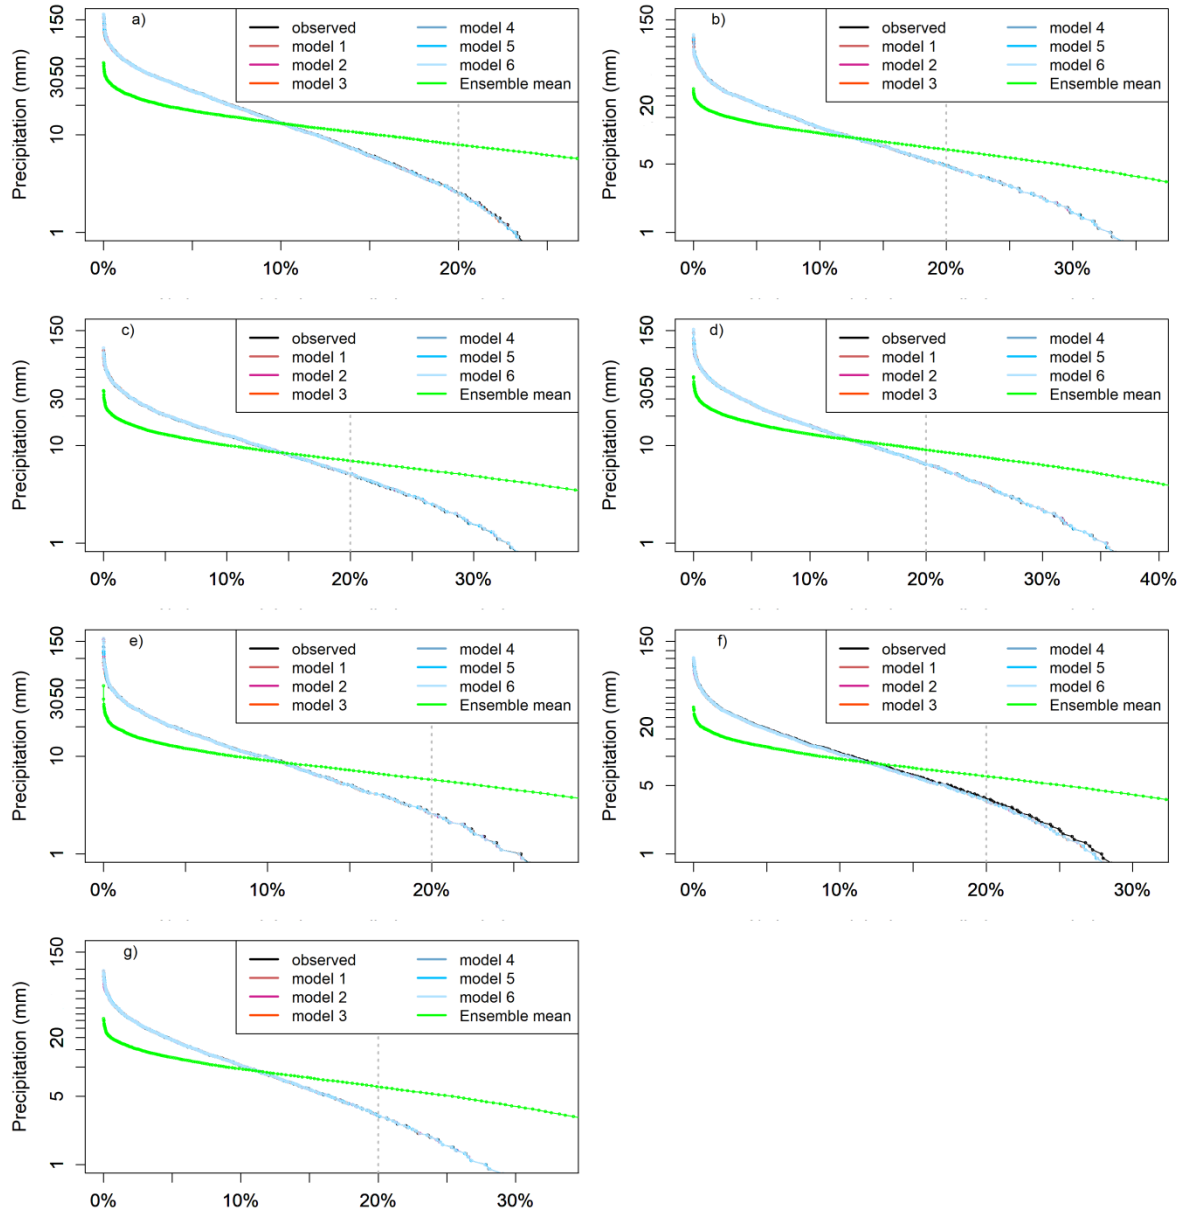 a)
observed
model 1
model 2
model 3
model 4
model 5
model 6
Ensemble mean
Precipitation (mm)
150
3050
10
1
0% 10% 20%
b)
observed
model 1
model 2
model 3
model 4
model 5
model 6
Ensemble mean
Precipitation (mm)
150
20
5
1
0% 10% 20% 30%
c)
observed
model 1
model 2
model 3
model 4
model 5
model 6
Ensemble mean
Precipitation (mm)
150
30
10
1
0% 10% 20% 30%
d)
observed
model 1
model 2
model 3
model 4
model 5
model 6
Ensemble mean
Precipitation (mm)
150
3050
10
1
0% 10% 20% 30% 40%
e)
observed
model 1
model 2
model 3
model 4
model 5
model 6
Ensemble mean
Precipitation (mm)
150
3050
10
1
0% 10% 20%
f)
observed
model 1
model 2
model 3
model 4
model 5
model 6
Ensemble mean
Precipitation (mm)
150
20
5
1
0% 10% 20% 30%
g)
observed
model 1
model 2
model 3
model 4
model 5
model 6
Ensemble mean
Precipitation (mm)
150
20
5
1
0% 10% 20% 30%